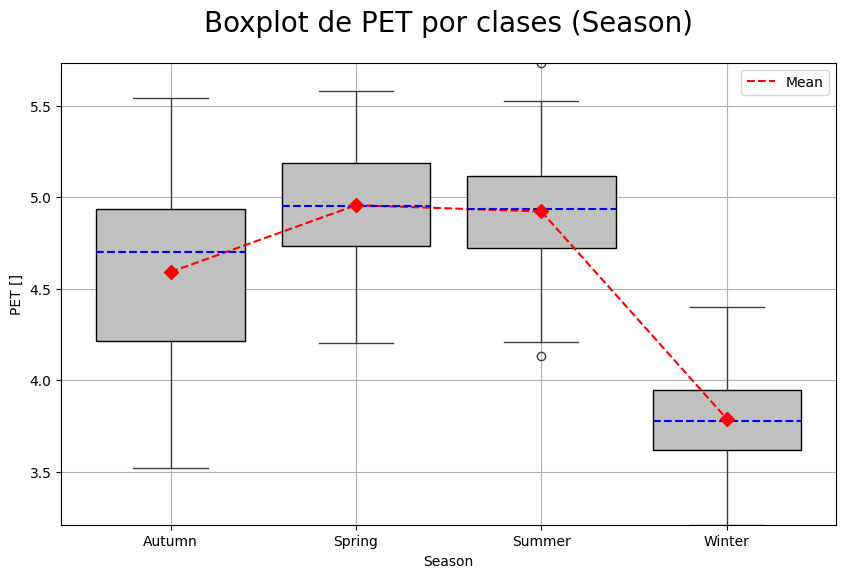 Boxplot de PET por clases (Season)
Mean
5.5
5.0
4.5
4.0
3.5
PET []
Autumn Spring Summer Winter
Season